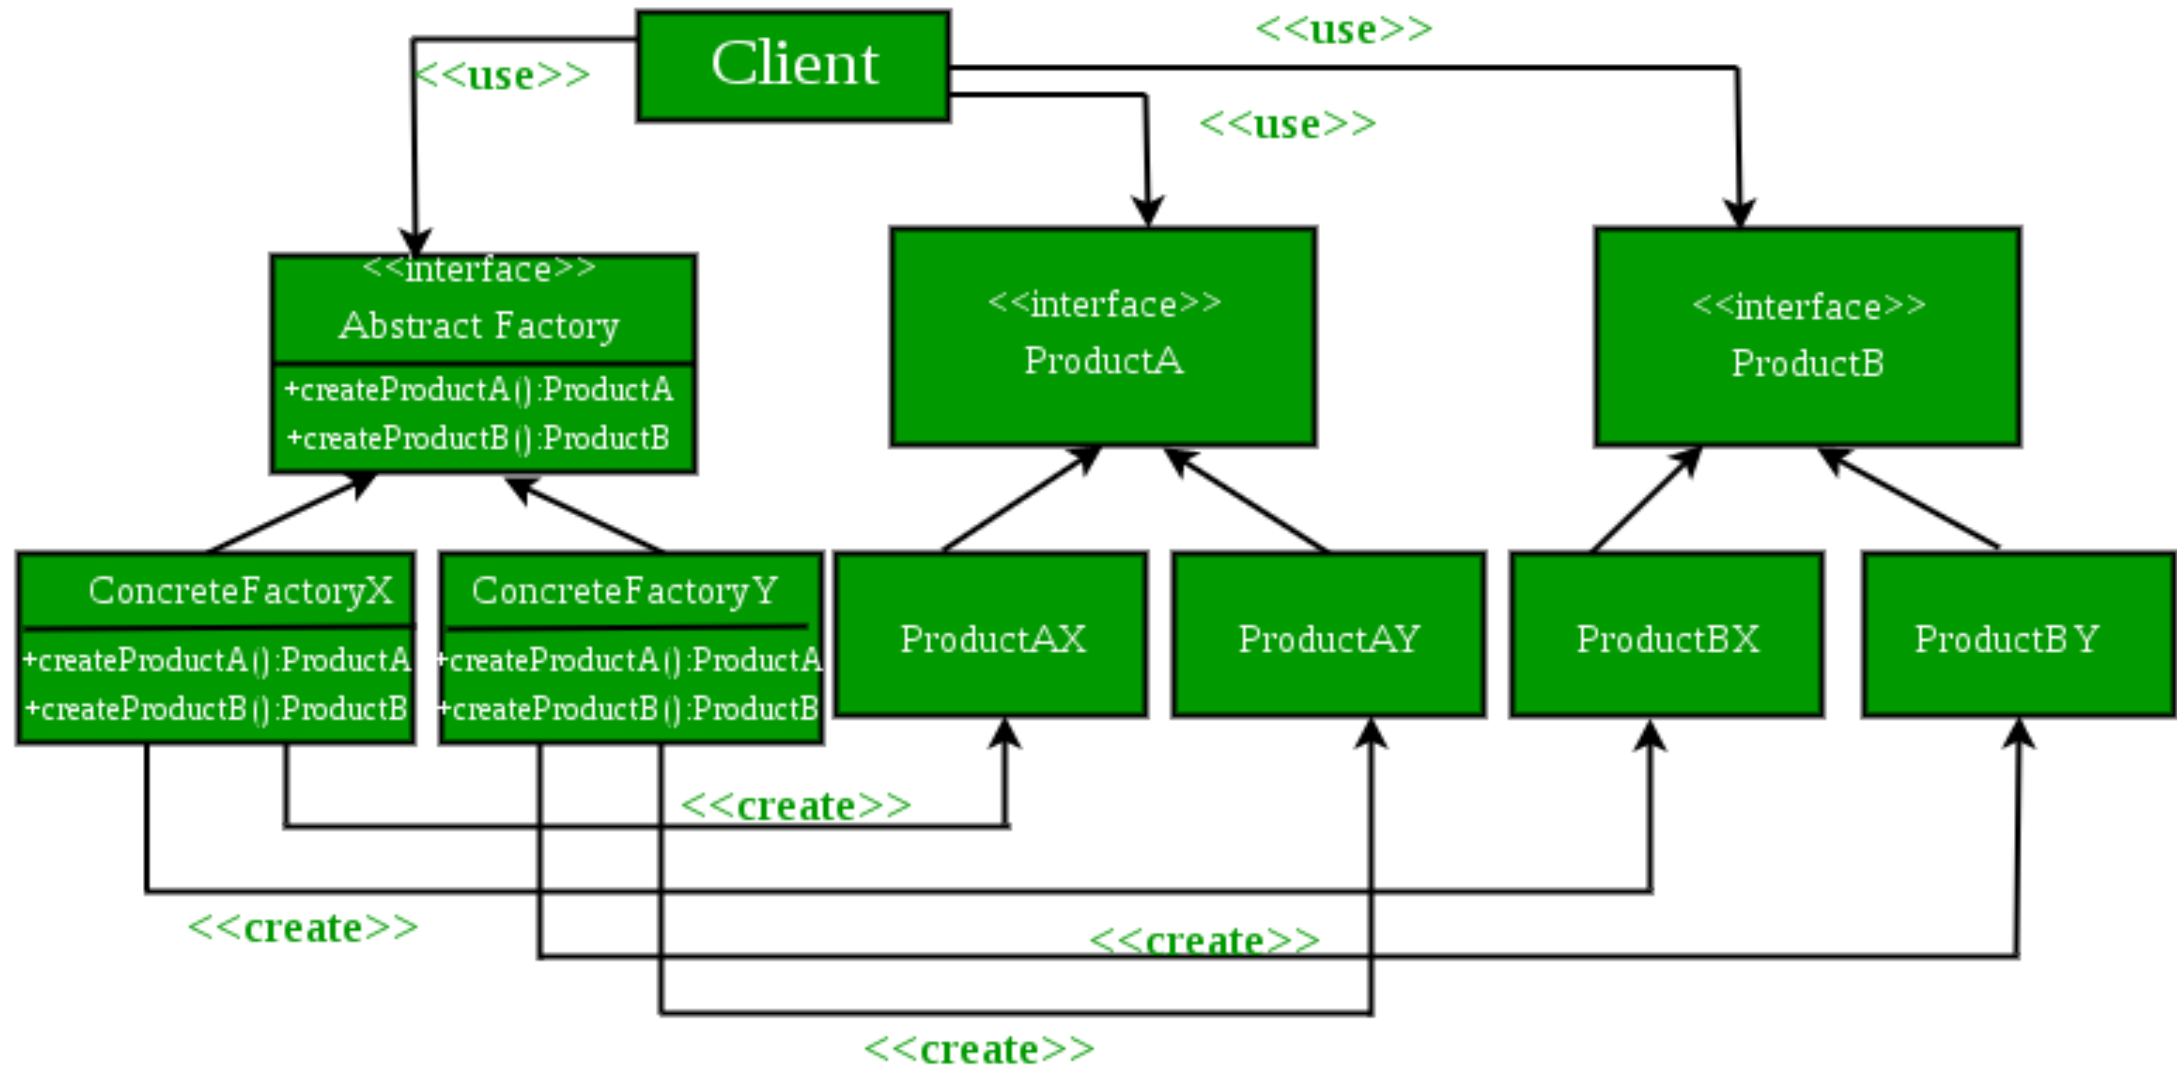 Client
<<use>>
<<use>>
<<use>>
<<interface>>
Abstract Factory
+createProductA():ProductA
+createProductB():ProductB
<<interface>>
ProductA
<<interface>>
ProductB
ConcreteFactoryX
+createProductA():ProductA
+createProductB():ProductB
ConcreteFactoryY
+createProductA():ProductA
+createProductB():ProductB
ProductAX
ProductAY
ProductBX
ProductBY
<<create>>
<<create>>
<<create>>
<<create>>